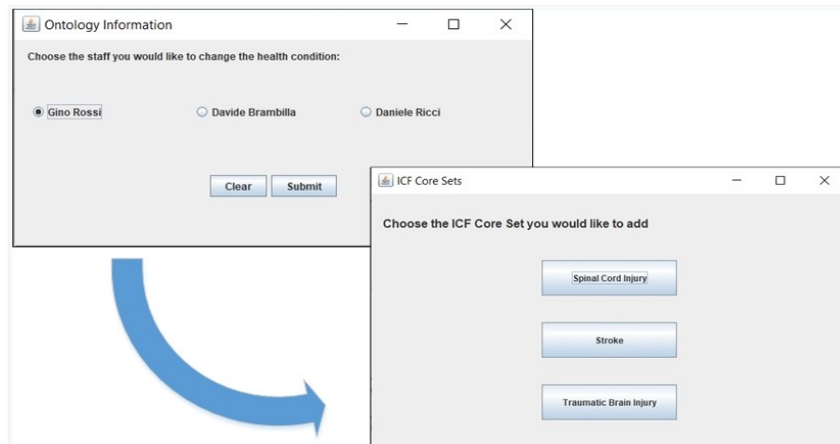 Ontology Information
Choose the staff you would like to change the health condition:
Gino Rossi Davide Brambilla Daniele Ricci
Clear Submit
ICF Core Sets
Choose the ICF Core Set you would like to add
Spinal Cord Injury
Stroke
Traumatic Brain Injury